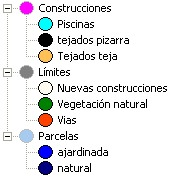 Construcciones
Piscinas
tejados pizarra
Tejados teja
Límites
Nuevas construcciones
Vegetación natural
Vias
Parcelas
ajardinada
natural